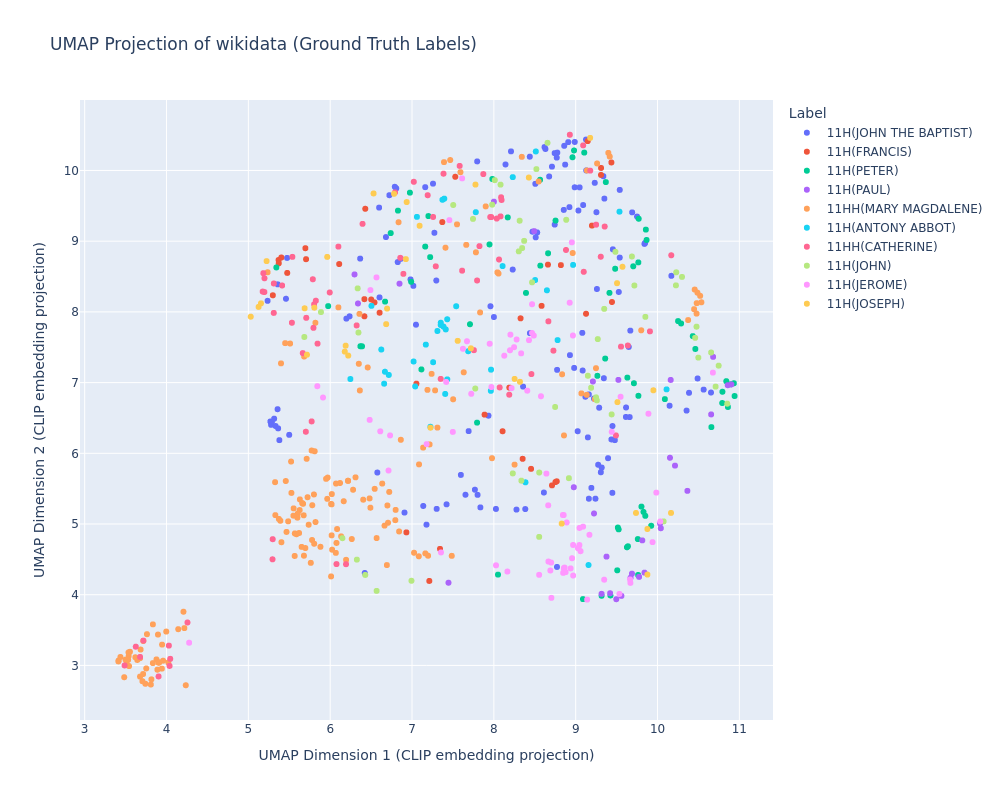 UMAP Projection of wikidata (Ground Truth Labels)
Label
11H(JOHN THE BAPTIST)
11H(FRANCIS)
11H(PETER)
11H(PAUL)
11HH(MARY MAGDALENE)
11H(ANTONY ABBOT)
11HH(CATHERINE)
11H(JOHN)
11H(JEROME)
11H(JOSEPH)
10
9
8
7
6
5
4
3
UMAP Dimension 2 (CLIP embedding projection)
3 4 5 6 7 8 9 10 11
UMAP Dimension 1 (CLIP embedding projection)